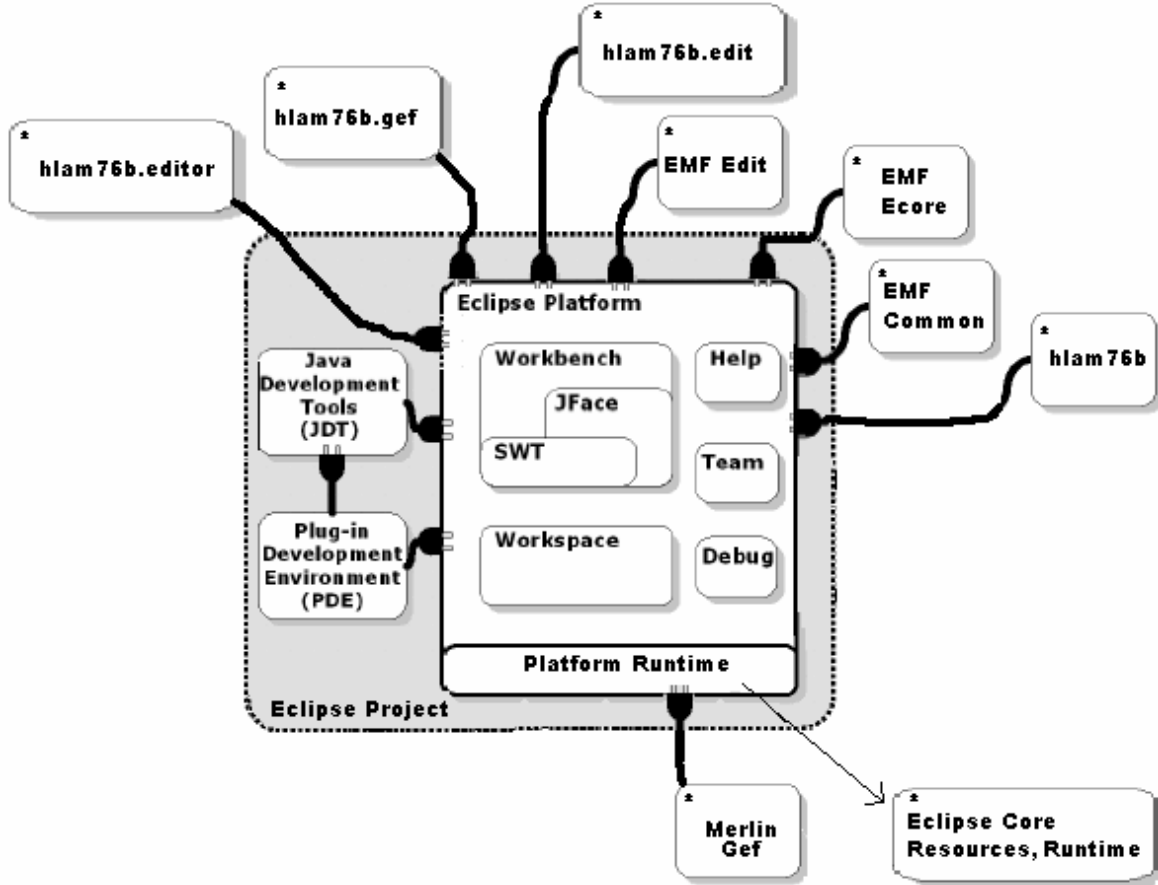 *
hlam76b.edit
*
hlam76b.gef
*
hlam76b.editor
*
EMF Edit
*
EMF
Ecore
*
EMF
Common
*
hlam76b
Eclipse Platform
Workbench
JFace
SWT
Help
Team
Workspace
Debug
Java
Development
Tools
(JDT)
Plug-in
Development
Environment
(PDE)
Platform Runtime
Eclipse Project
*
Merlin
Gef
*
Eclipse Core
Resources, Runtime